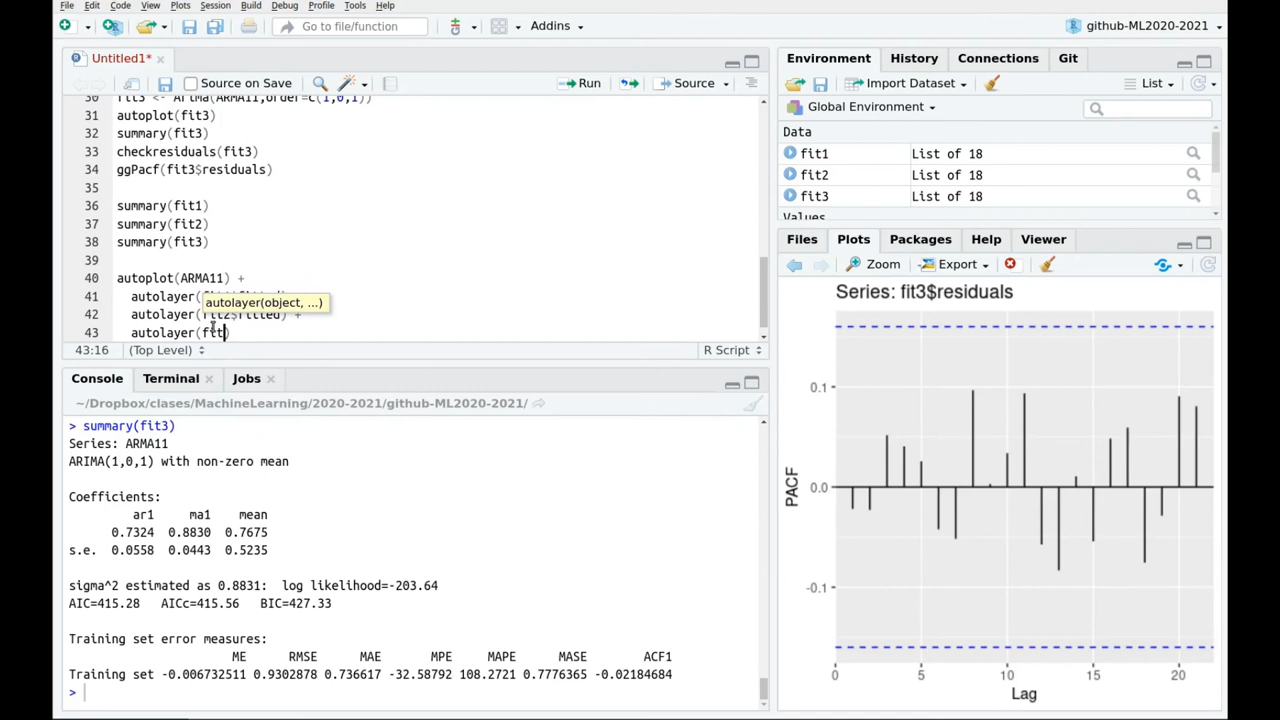 File Edit Code View Plots Session Build Debug Profile Tools Help
Go to file/function
Addins
github-ML2020-2021
Untitled1*
Source on Save
Run
Source
30 fit3 <- Arima(ARMA11,order=c(1,0,1))
31 autoplot(fit3)
32 summary(fit3)
33 checkresiduals(fit3)
34 ggPacf(fit3$residuals)
35
36 summary(fit1)
37 summary(fit2)
38 summary(fit3)
39
40 autoplot(ARMA11) +
41 autolayer(
autolayer(object, ...)
42 autolayer(fit2$fitted) +
43 autolayer(fit)
43:16 (Top Level) R Script
Console Terminal Jobs
~/Dropbox/clases/MachineLearning/2020-2021/github-ML2020-2021/
> summary(fit3)
Series: ARMA11
ARIMA(1,0,1) with non-zero mean
Coefficients:
ar1 ma1 mean
0.7324 0.8830 0.7675
s.e. 0.0558 0.0443 0.5235
sigma^2 estimated as 0.8831: log likelihood=-203.64
AIC=415.28 AICc=415.56 BIC=427.33
Training set error measures:
ME RMSE MAE MPE MAPE MASE ACF1
Training set -0.006732511 0.9302878 0.736617 -32.58792 108.2721 0.7776365 -0.02184684
>
Environment History Connections Git
Import Dataset
List
Global Environment
Data
fit1 List of 18
fit2 List of 18
fit3 List of 18
Values
Files Plots Packages Help Viewer
Zoom Export
Series: fit3$residuals
0.1
0.0
-0.1
PACF
0 5 10 15 20
Lag